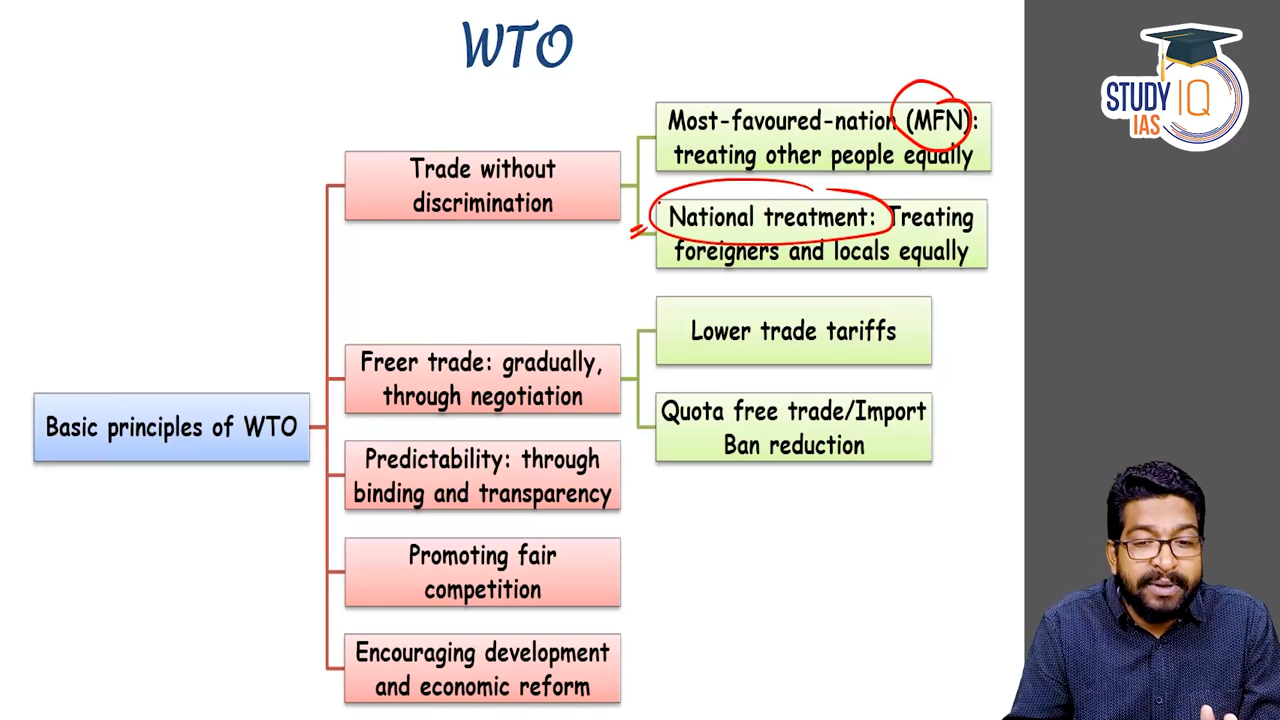 WTO
STUDY IQ
IAS
Most-favoured-nation (MFN):
treating other people equally
Trade without
discrimination
National treatment: Treating
foreigners and locals equally
Lower trade tariffs
Freer trade: gradually,
through negotiation
Quota free trade/Import
Ban reduction
Basic principles of WTO
Predictability: through
binding and transparency
Promoting fair
competition
Encouraging development
and economic reform